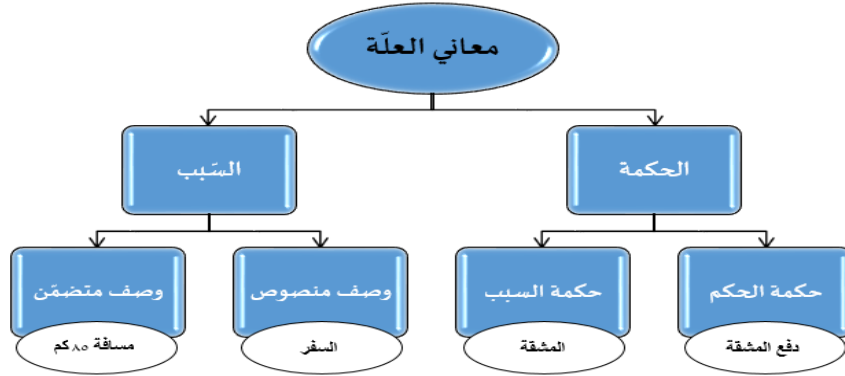 معاني العلّة
الحكمة
السّبب
حكمة الحكم
حكمة السبب
وصف منصوص
وصف متضمّن
دفع المشقة
المشقة
السفر
مسافة ٨٥ كم